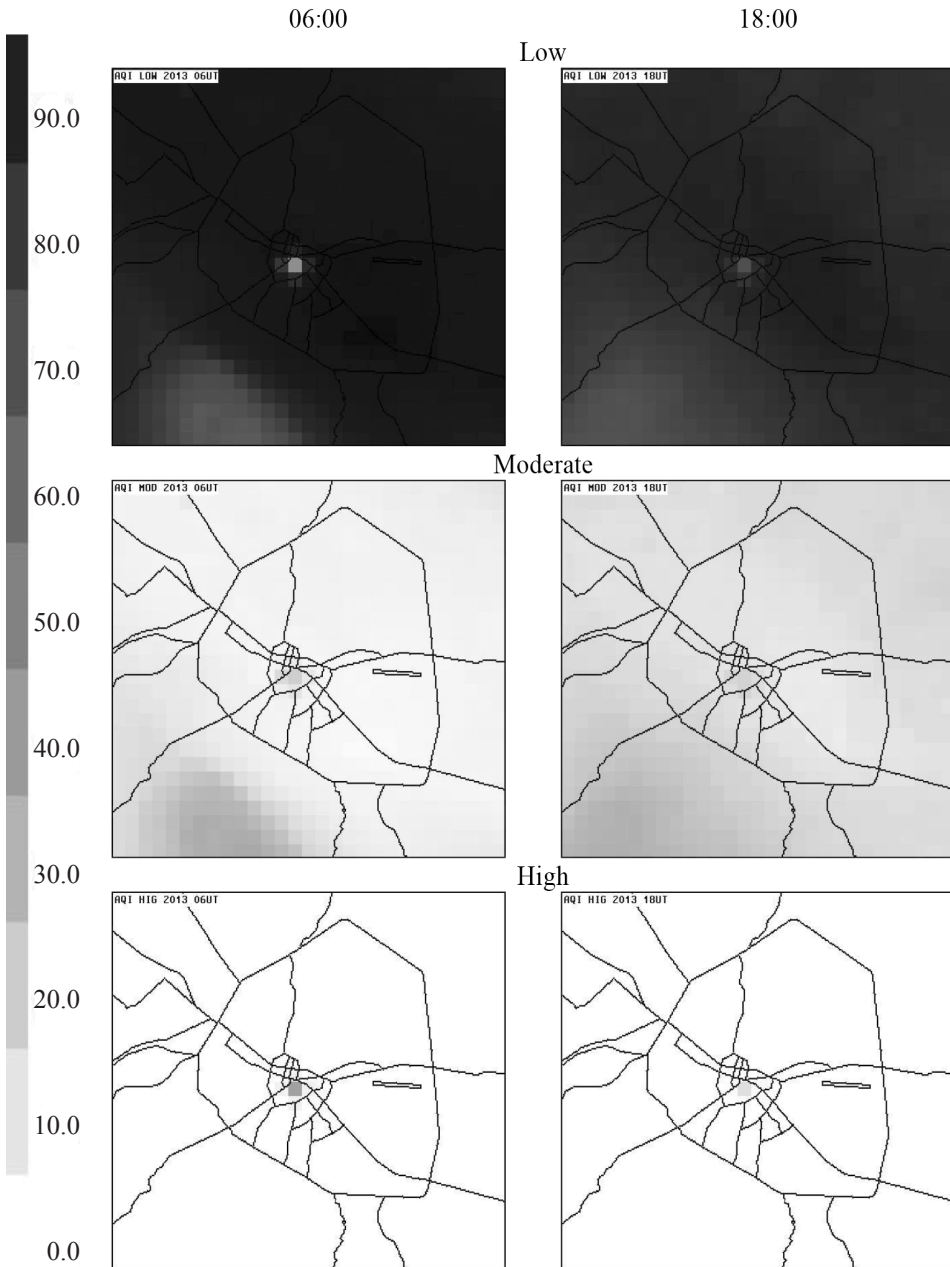 06:00 18:00
Low
AQI LOW 2013 06UT AQI LOW 2013 18UT
90.0
80.0
70.0
Moderate
AQI MOD 2013 06UT AQI MOD 2013 18UT
60.0
50.0
40.0
30.0
High
AQI HIG 2013 06UT AQI HIG 2013 18UT
20.0
10.0
0.0